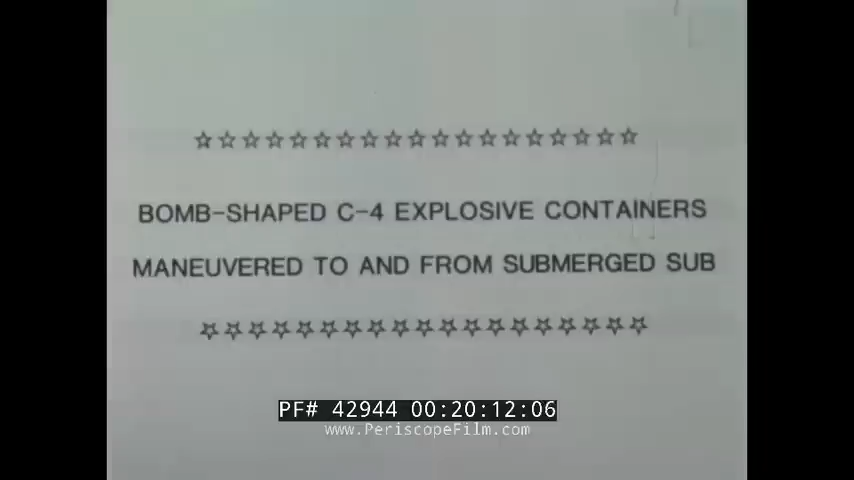 ☆☆☆☆☆☆☆☆☆☆☆☆☆☆☆☆☆☆☆
BOMB-SHAPED C-4 EXPLOSIVE CONTAINERS
MANEUVERED TO AND FROM SUBMERGED SUB
☆☆☆☆☆☆☆☆☆☆☆☆☆☆☆☆☆☆☆
PF# 42944 00:20:12:06
www.PeriscopeFilm.com